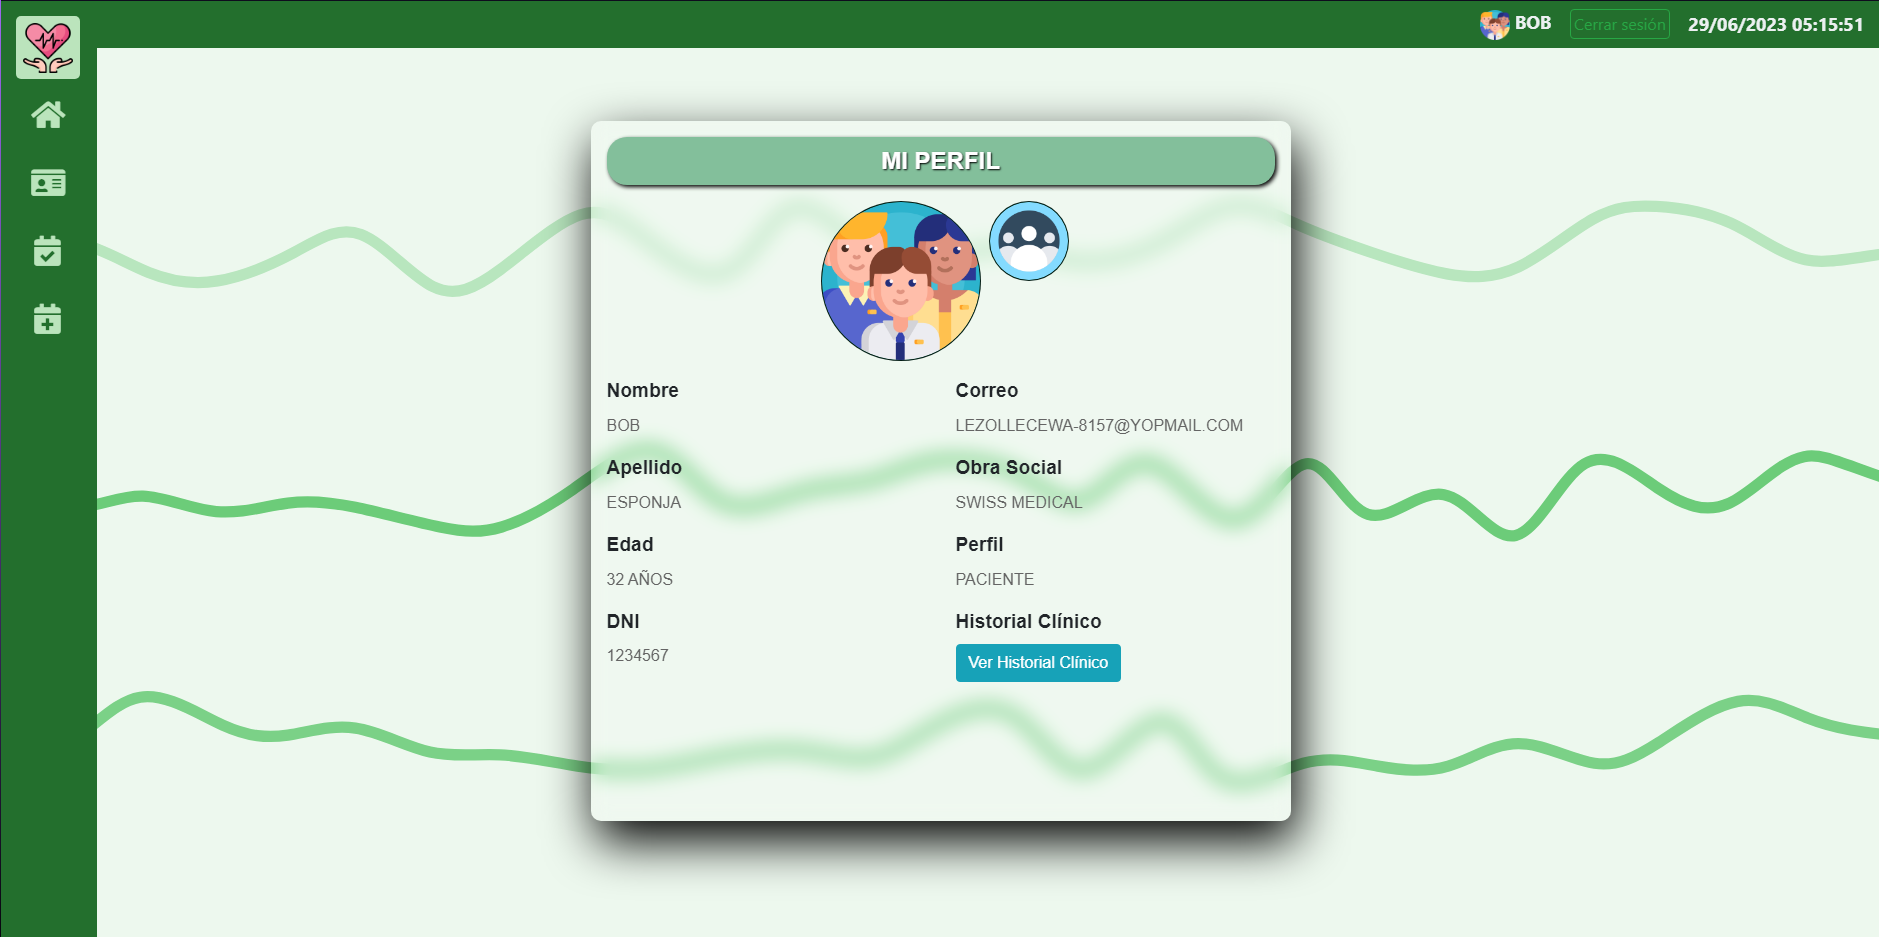 BOB
Cerrar sesión
29/06/2023 05:15:51
MI PERFIL
Nombre
BOB
Apellido
ESPONJA
Edad
32 AÑOS
DNI
1234567
Correo
LEZOLLECEWA-8157@YOPMAIL.COM
Obra Social
SWISS MEDICAL
Perfil
PACIENTE
Historial Clínico
Ver Historial Clínico